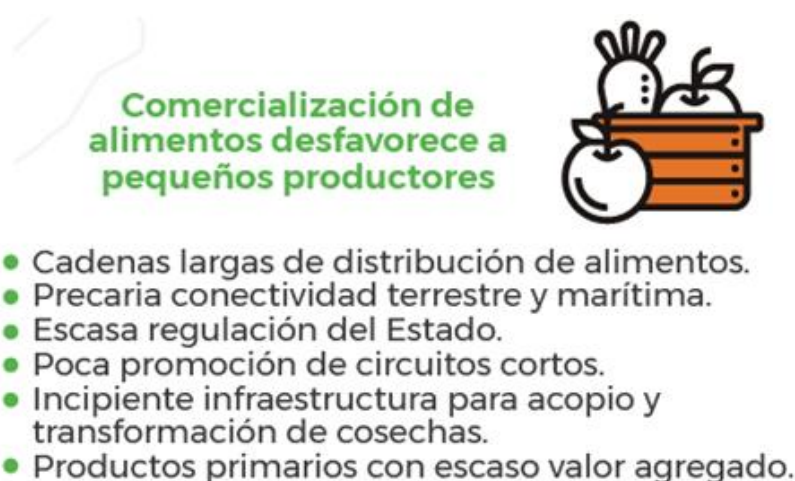 Comercialización de
alimentos desfavorece a
pequeños productores
• Cadenas largas de distribución de alimentos.
• Precaria conectividad terrestre y marítima.
• Escasa regulación del Estado.
• Poca promoción de circuitos cortos.
• Incipiente infraestructura para acopio y
transformación de cosechas.
• Productos primarios con escaso valor agregado.